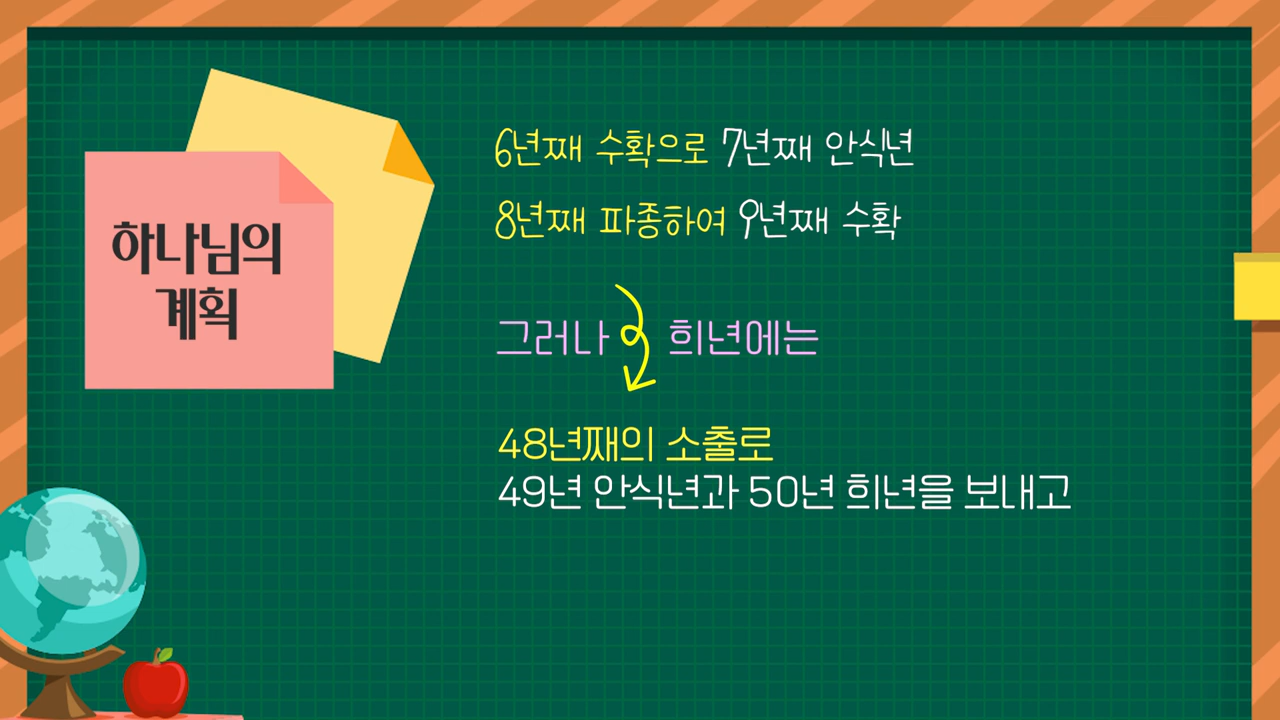 하나님의
계획
6년째 수확으로 7년째 안식년
8년째 파종하여 9년째 수확
그러나 희년에는
48년째의 소출로
49년 안식년과 50년 희년을 보내고